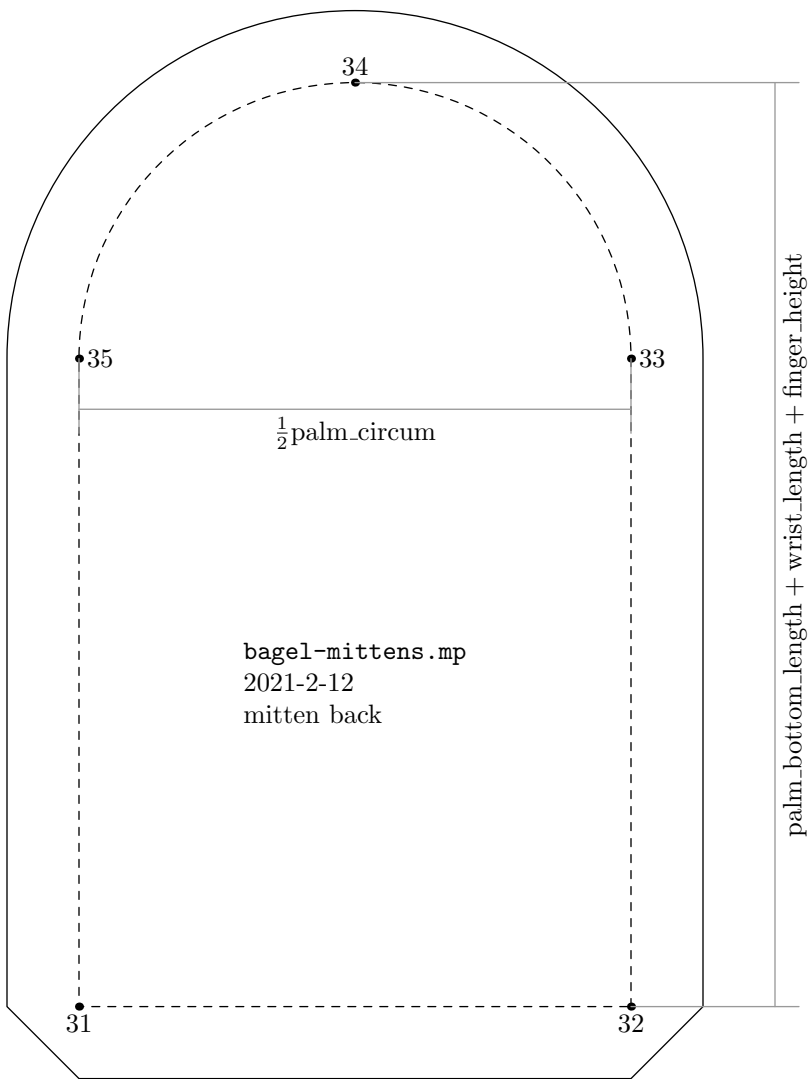 34
35
33
½palm_circum
palm_bottom_length + wrist_length + finger_height
bagel-mittens.mp
2021-2-12
mitten back
31
32